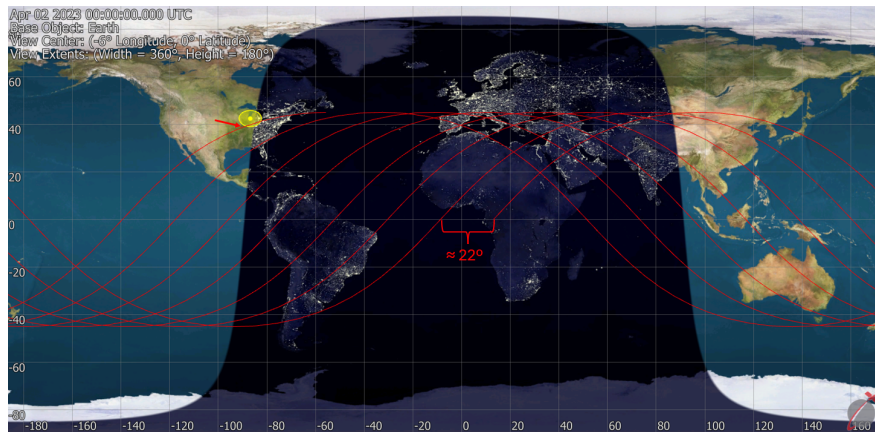 Apr 02 2023 00:00:00.000 UTC
Base Object: Earth
View Center: (-6° Longitude, 0° Latitude)
View Extents: (Width = 360°, Height = 180°)
60
40
20
0
-20
-40
-60
-80
≈ 22º
-180 -160 -140 -120 -100 -80 -60 -40 -20 0 20 40 60 80 100 120 140 160